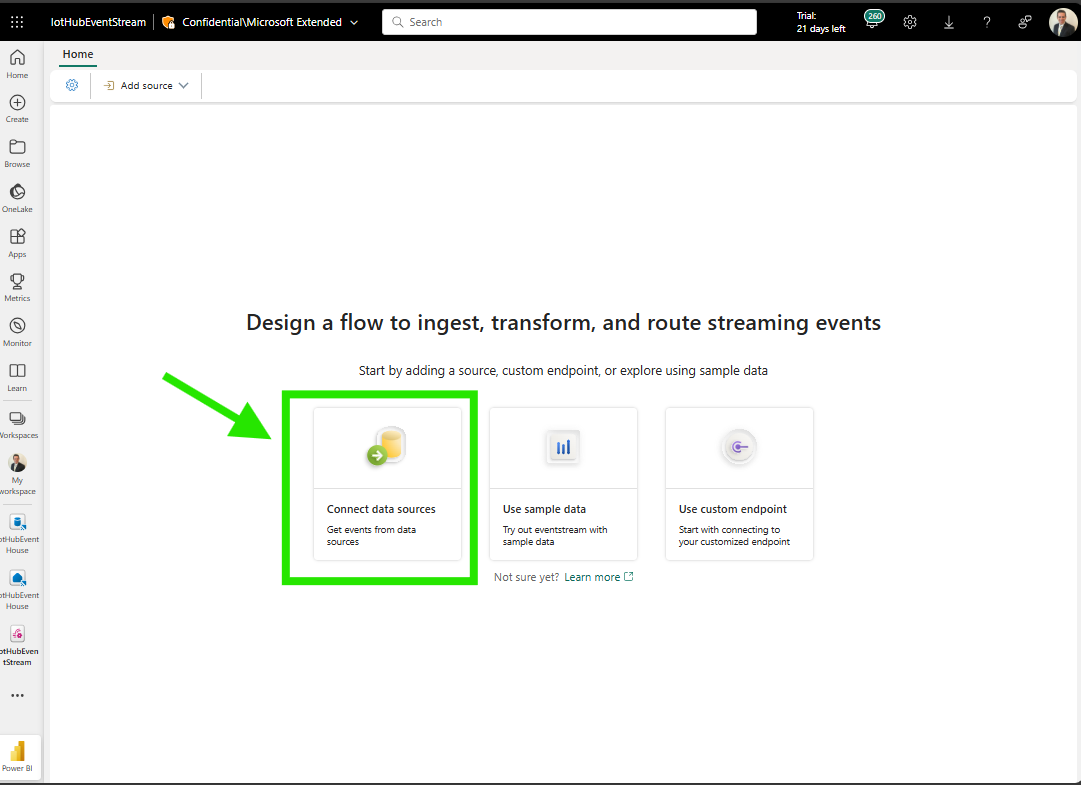 IotHubEventStream
Confidential\Microsoft Extended
Search
Trial:
21 days left
260
?
Home
Add source
Home
Create
Browse
OneLake
Apps
Metrics
Monitor
Learn
Workspaces
My
workspace
otHubEvent
House
otHubEvent
House
otHubEven
tStream
Power BI
Design a flow to ingest, transform, and route streaming events
Start by adding a source, custom endpoint, or explore using sample data
Connect data sources
Get events from data
sources
Use sample data
Try out eventstream with
sample data
Use custom endpoint
Start with connecting to
your customized endpoint
Not sure yet? Learn more